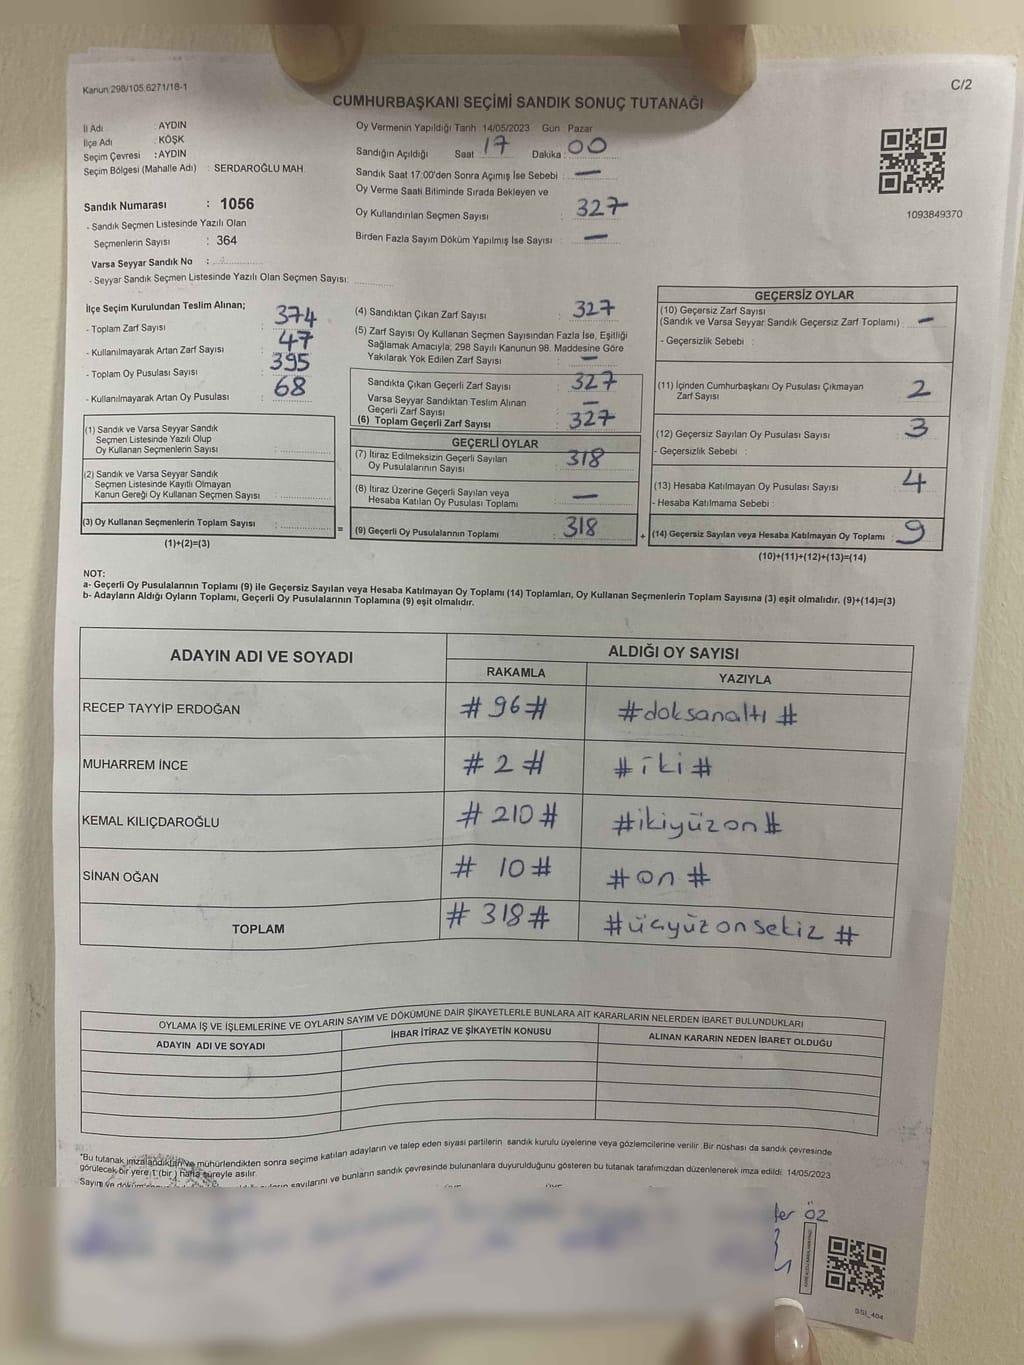 Kanun 298/105,6271/18-1
C/2
CUMHURBAŞKANI SEÇİMİ SANDIK SONUÇ TUTANAĞI
İl Adı : AYDIN
İlçe Adı : KÖŞK
Seçim Çevresi : AYDIN
Seçim Bölgesi (Mahalle Adı) : SERDAROĞLU MAH.
Sandık Numarası : 1056
- Sandık Seçmen Listesinde Yazılı Olan
Seçmenlerin Sayısı : 364
Varsa Seyyar Sandık No :
- Seyyar Sandık Seçmen Listesinde Yazılı Olan Seçmen Sayısı:
Oy Vermenin Yapıldığı Tarih 14/05/2023 Gün : Pazar
Sandığın Açıldığı Saat : 17 Dakika : 00
Sandık Saat 17:00'den Sonra Açımış İse Sebebi : —
Oy Verme Saati Bitiminde Sırada Bekleyen ve
Oy Kullandırılan Seçmen Sayısı : 327
Birden Fazla Sayım Döküm Yapılmış İse Sayısı : —
1093849370
İlçe Seçim Kurulundan Teslim Alınan;
- Toplam Zarf Sayısı : 374
- Kullanılmayarak Artan Zarf Sayısı : 47
- Toplam Oy Pusulası Sayısı : 395
- Kullanılmayarak Artan Oy Pusulası : 68
(1) Sandık ve Varsa Seyyar Sandık
Seçmen Listesinde Yazılı Olup
Oy Kullanan Seçmenlerin Sayısı :
(2) Sandık ve Varsa Seyyar Sandık
Seçmen Listesinde Kayıtlı Olmayan
Kanun Gereği Oy Kullanan Seçmen Sayısı :
(3) Oy Kullanan Seçmenlerin Toplam Sayısı : =
(1)+(2)=(3)
(4) Sandıktan Çıkan Zarf Sayısı : 327
(5) Zarf Sayısı Oy Kullanan Seçmen Sayısından Fazla İse, Eşitliği
Sağlamak Amacıyla, 298 Sayılı Kanunun 98. Maddesine Göre
Yakılarak Yok Edilen Zarf Sayısı : —
Sandıkta Çıkan Geçerli Zarf Sayısı : 327
Varsa Seyyar Sandıktan Teslim Alınan
Geçerli Zarf Sayısı : —
(6) Toplam Geçerli Zarf Sayısı : 327
GEÇERLİ OYLAR
(7) İtiraz Edilmeksizin Geçerli Sayılan
Oy Pusulalarının Sayısı : 318
(8) İtiraz Üzerine Geçerli Sayılan veya
Hesaba Katılan Oy Pusulası Toplamı : —
(9) Geçerli Oy Pusulalarının Toplamı : 318 +
GEÇERSİZ OYLAR
(10) Geçersiz Zarf Sayısı
(Sandık ve Varsa Seyyar Sandık Geçersiz Zarf Toplamı) : —
- Geçersizlik Sebebi :
(11) İçinden Cumhurbaşkanı Oy Pusulası Çıkmayan
Zarf Sayısı : 2
(12) Geçersiz Sayılan Oy Pusulası Sayısı : 3
- Geçersizlik Sebebi :
(13) Hesaba Katılmayan Oy Pusulası Sayısı : 4
- Hesaba Katılmama Sebebi :
(14) Geçersiz Sayılan veya Hesaba Katılmayan Oy Toplamı : 9
(10)+(11)+(12)+(13)=(14)
NOT:
a- Geçerli Oy Pusulalarının Toplamı (9) ile Geçersiz Sayılan veya Hesaba Katılmayan Oy Toplamı (14) Toplamları, Oy Kullanan Seçmenlerin Toplam Sayısına (3) eşit olmalıdır. (9)+(14)=(3)
b- Adayların Aldığı Oyların Toplamı, Geçerli Oy Pusulalarının Toplamına (9) eşit olmalıdır.
ADAYIN ADI VE SOYADI
ALDIĞI OY SAYISI
RAKAMLA YAZIYLA
RECEP TAYYİP ERDOĞAN # 96 # # doksanaltı #
MUHARREM İNCE # 2 # # iki #
KEMAL KILIÇDAROĞLU # 210 # # ikiyüzon #
SİNAN OĞAN # 10 # # on #
TOPLAM # 318 # # üçyüzonsekiz #
OYLAMA İŞ VE İŞLEMLERİNE VE OYLARIN SAYIM VE DÖKÜMÜNE DAİR ŞİKAYETLERLE BUNLARA AİT KARARLARIN NELERDEN İBARET BULUNDUKLARI
ADAYIN ADI VE SOYADI İHBAR İTİRAZ VE ŞİKAYETİN KONUSU ALINAN KARARIN NEDEN İBARET OLDUĞU
*Bu tutanak imzalandıktan ve mühürlendikten sonra seçime katılan adayların ve talep eden siyasi partilerin sandık kurulu üyelerine veya gözlemcilerine verilir. Bir nüshası da sandık çevresinde
görülecek bir yere 1 (bir) hafta süreyle asılır.
Sayım ve sayılarını ve bunların sandık çevresinde bulunanlara duyurulduğunu gösteren bu tutanak tarafımızdan düzenlenerek imza edildi. 14/05/2023
ÖZ